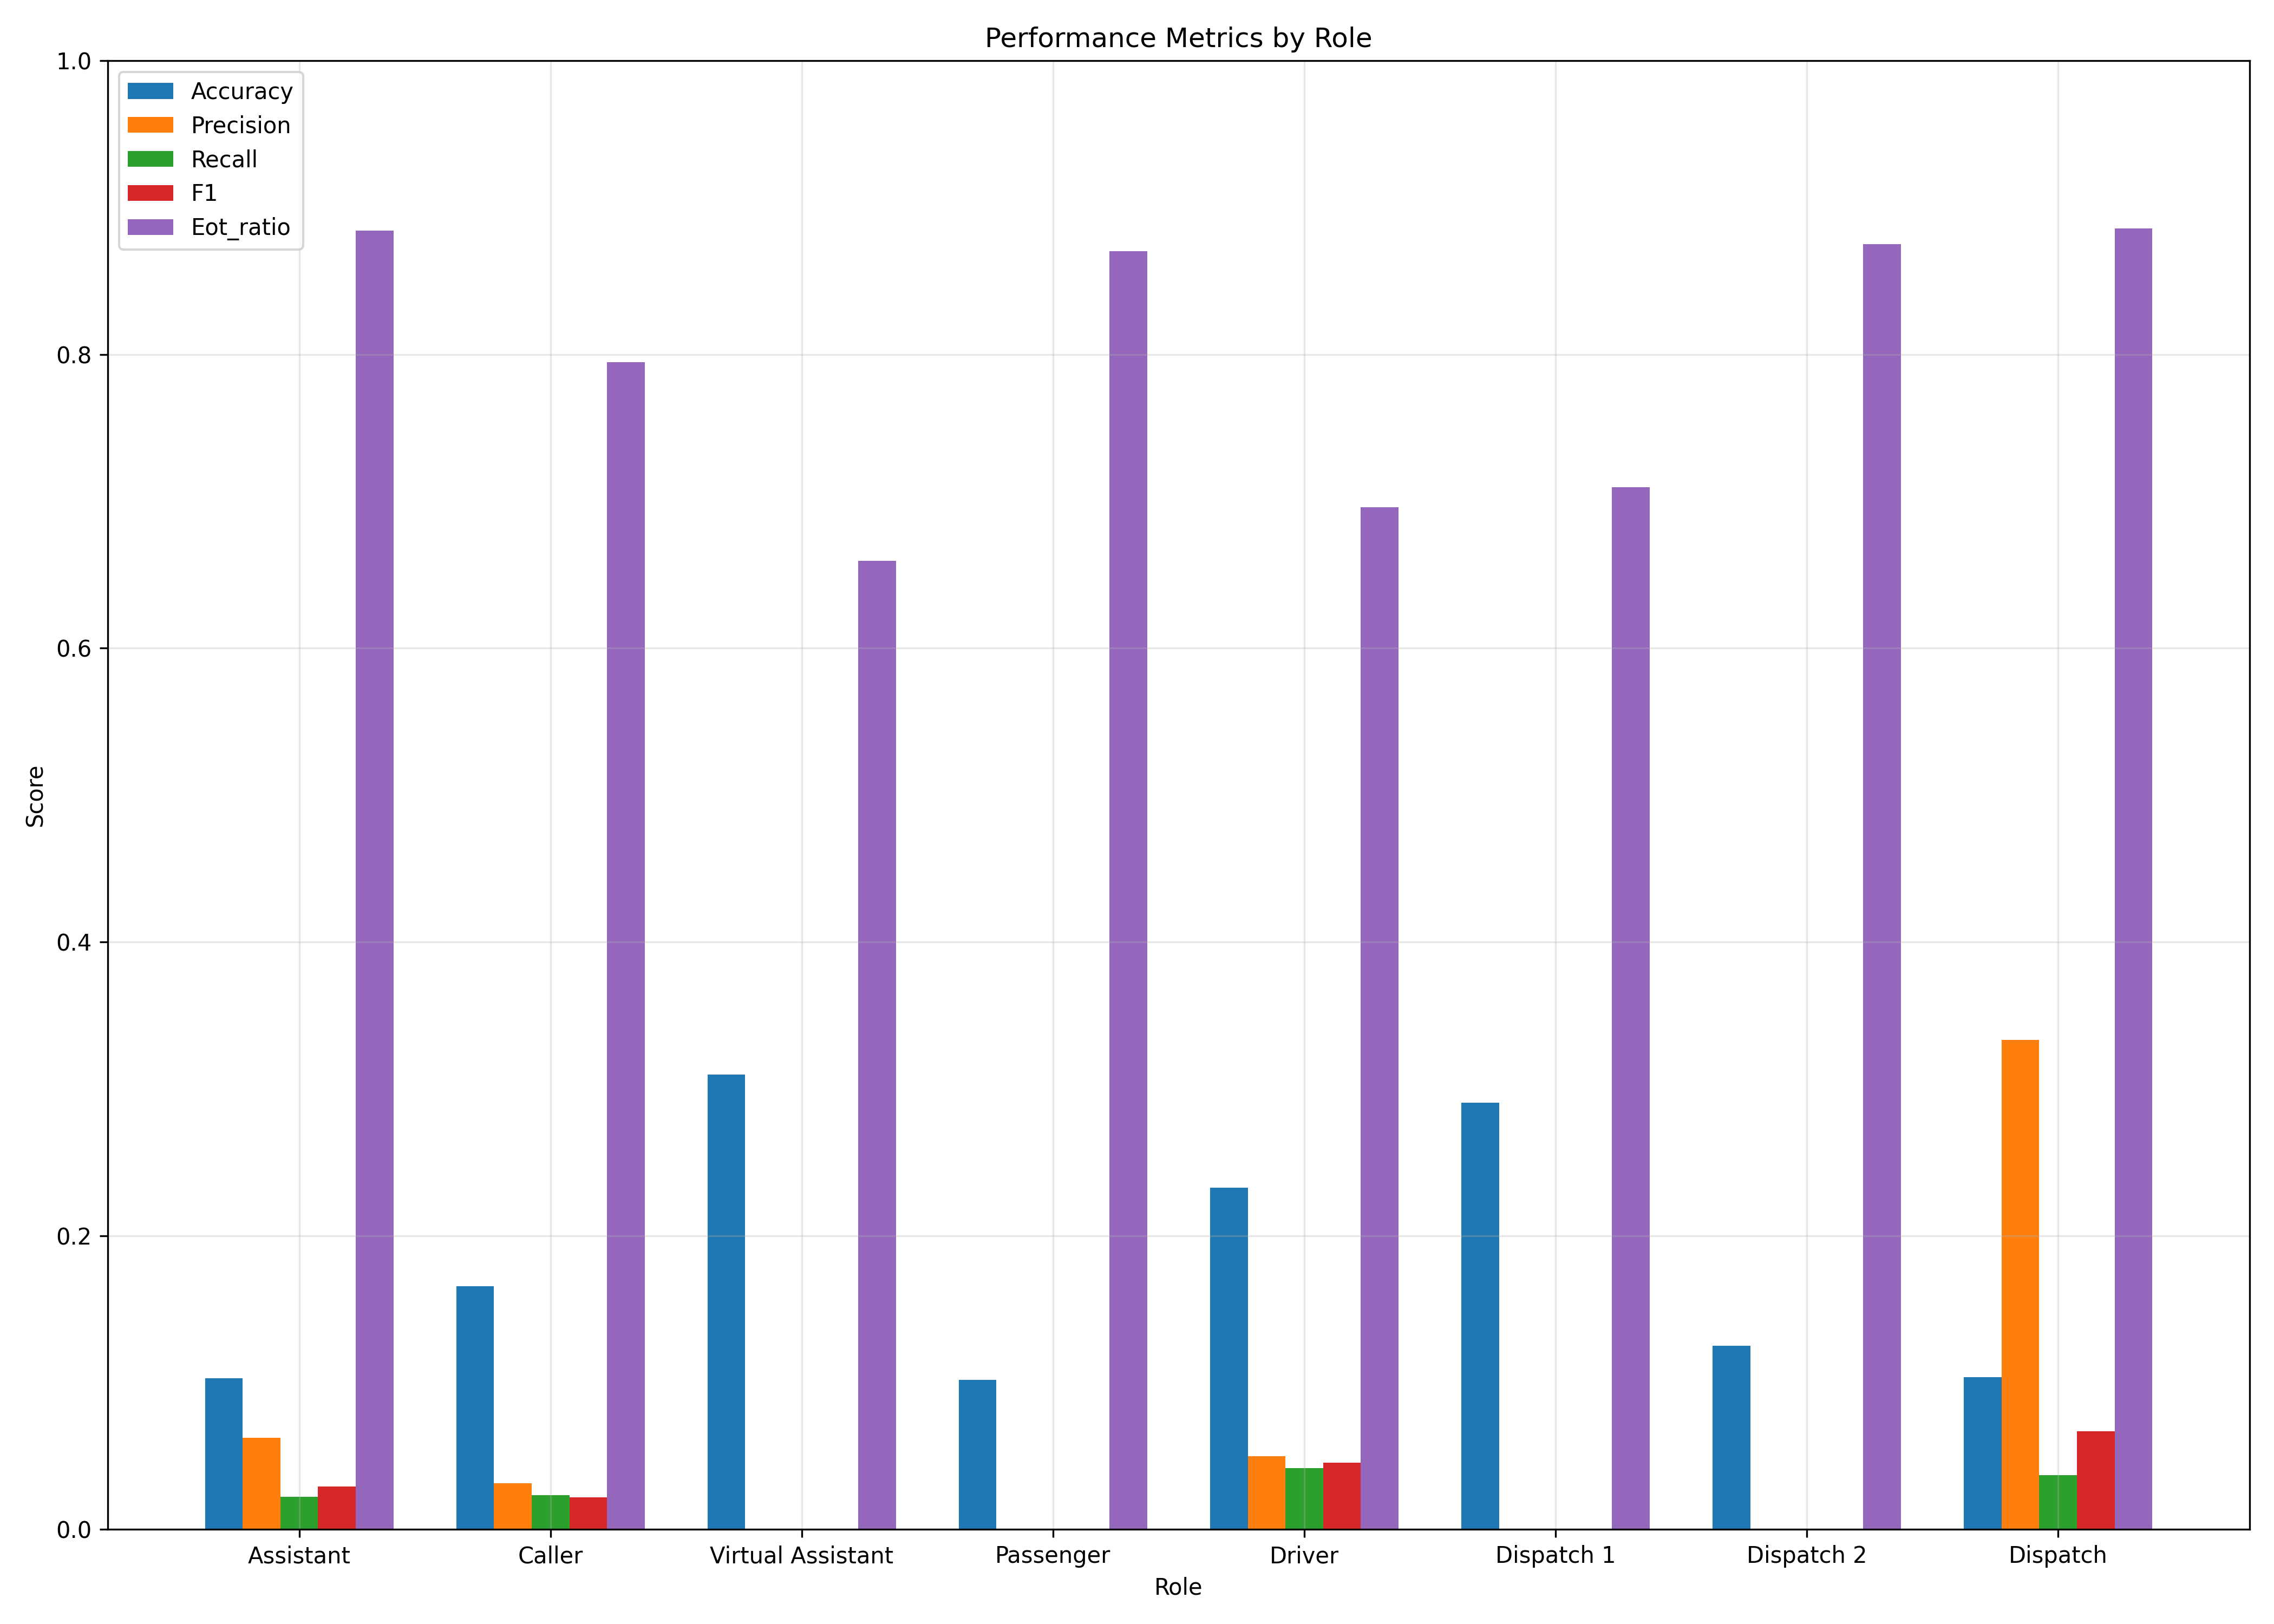 Performance Metrics by Role
1.0
0.8
0.6
0.4
0.2
0.0
Score
Accuracy
Precision
Recall
F1
Eot_ratio
Assistant
Caller
Virtual Assistant
Passenger
Driver
Dispatch 1
Dispatch 2
Dispatch
Role